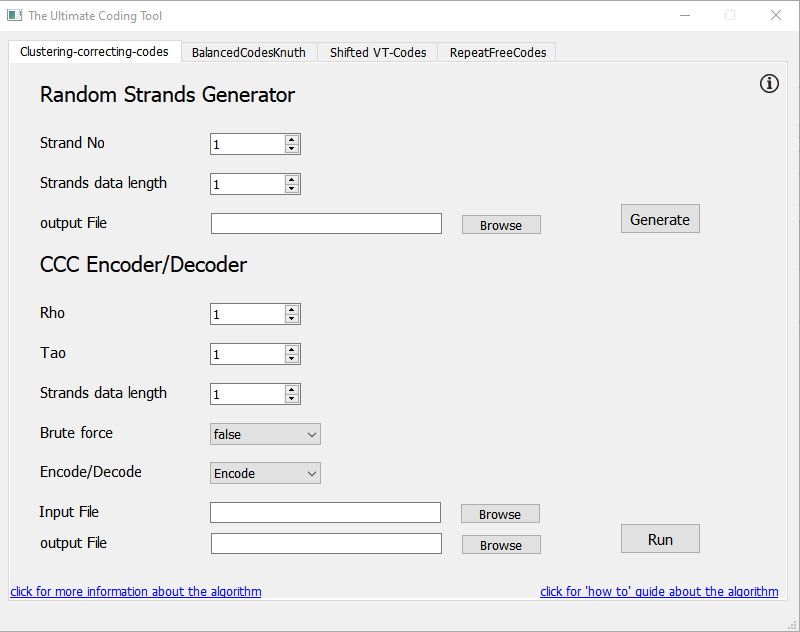 The Ultimate Coding Tool
Clustering-correcting-codes BalancedCodesKnuth Shifted VT-Codes RepeatFreeCodes
Random Strands Generator
Strand No 1
Strands data length 1
output File Browse Generate
CCC Encoder/Decoder
Rho 1
Tao 1
Strands data length 1
Brute force false
Encode/Decode Encode
Input File Browse
output File Browse Run
click for more information about the algorithm click for 'how to' guide about the algorithm